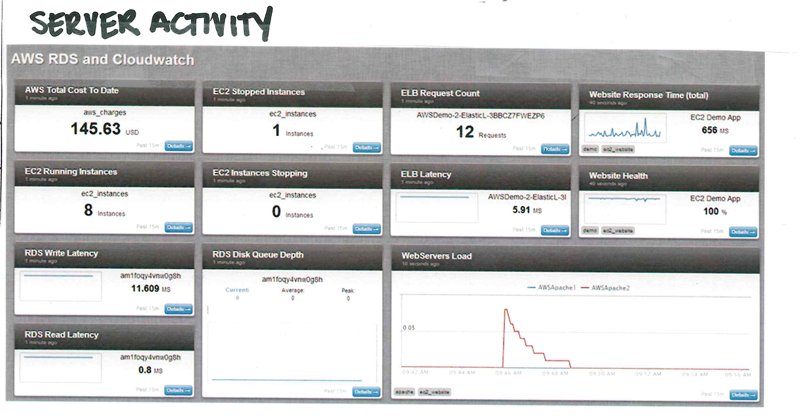 SERVER ACTIVITY
AWS RDS and Cloudwatch
AWS Total Cost To Date
1 minute ago
aws_charges
145.63 USD
Past 15m Details
EC2 Stopped Instances
1 minute ago
ec2_instances
1 Instances
Past 15m Details
ELB Request Count
1 minute ago
AWSDemo-2-ElasticL-3BBCZ7FWEZP6
12 Requests
Past 15m Details
Website Response Time (total)
40 seconds ago
EC2 Demo App
656 MS
demo ec2_website
Past 15m Details
EC2 Running Instances
1 minute ago
ec2_instances
8 Instances
Past 15m Details
EC2 Instances Stopping
1 minute ago
ec2_instances
0 Instances
Past 15m Details
ELB Latency
1 minute ago
AWSDemo-2-ElasticL-3I
5.91 MS
Past 15m Details
Website Health
40 seconds ago
EC2 Demo App
100 %
demo ec2_website
Past 15m Details
RDS Write Latency
1 minute ago
am1foqy4vnx0g8h
11.609 MS
Past 15m Details
RDS Disk Queue Depth
1 minute ago
am1foqy4vnx0g8h
Current: Average: Peak:
0 0 0
Past 15m Details
WebServers Load
AWSApache1 AWSApache2
0.05
09:42 AM 09:44 AM 09:46 AM 09:48 AM 09:10 AM 09:12 AM 09:14 AM 09:16 AM
apache ec2_website
Past 15m Details
RDS Read Latency
1 minute ago
am1foqy4vnx0g8h
0.8 MS
Past 15m Details